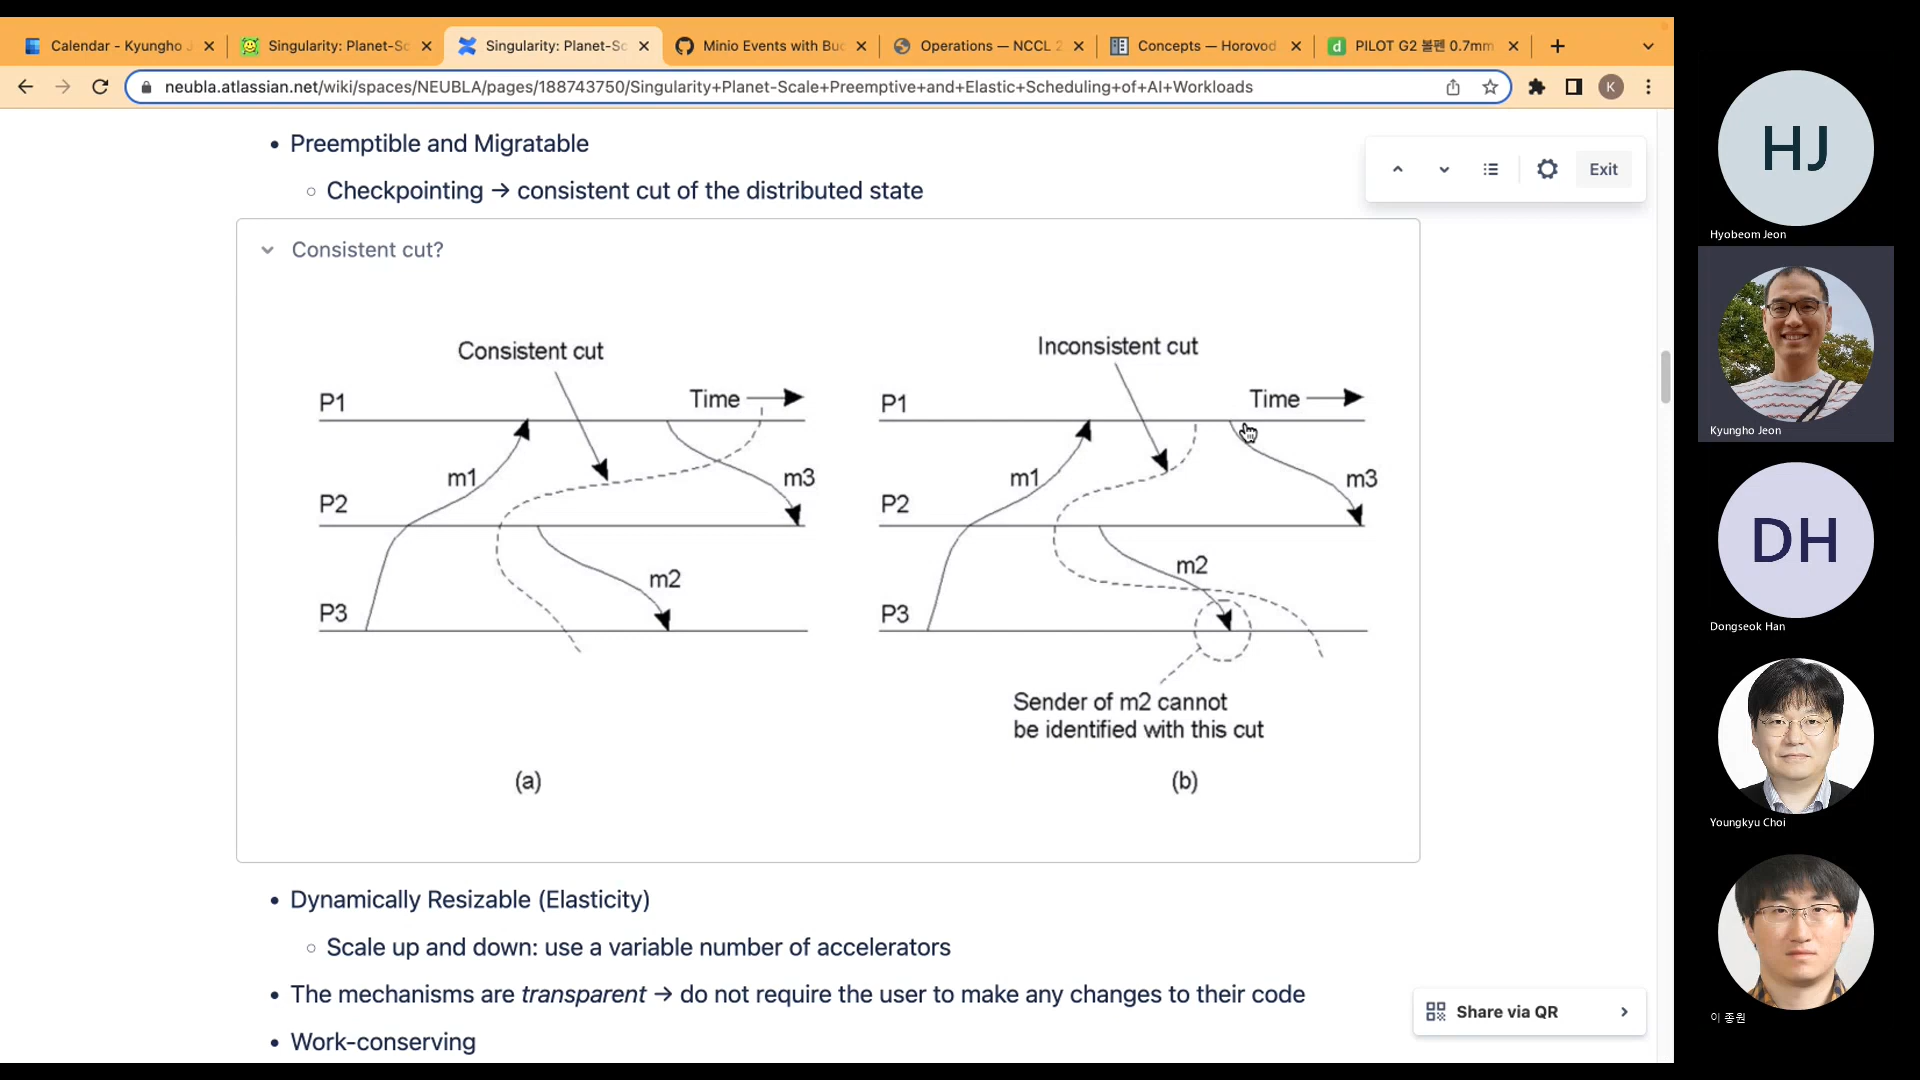 Calendar - Kyungho J
Singularity: Planet-Sc
Singularity: Planet-Sc
Minio Events with Buc
Operations — NCCL 2
Concepts — Horovod
PILOT G2 볼펜 0.7mm
neubla.atlassian.net/wiki/spaces/NEUBLA/pages/188743750/Singularity+Planet-Scale+Preemptive+and+Elastic+Scheduling+of+AI+Workloads
K
• Preemptible and Migratable
Exit
○ Checkpointing → consistent cut of the distributed state
Consistent cut?
Consistent cut
Time
P1
m1
m3
P2
m2
P3
(a)
Inconsistent cut
Time
P1
m1
m3
P2
m2
P3
Sender of m2 cannot
be identified with this cut
(b)
• Dynamically Resizable (Elasticity)
○ Scale up and down: use a variable number of accelerators
• The mechanisms are transparent → do not require the user to make any changes to their code
• Work-conserving
Share via QR
HJ
Hyobeom Jeon
Kyungho Jeon
DH
Dongseok Han
Youngkyu Choi
이 종원